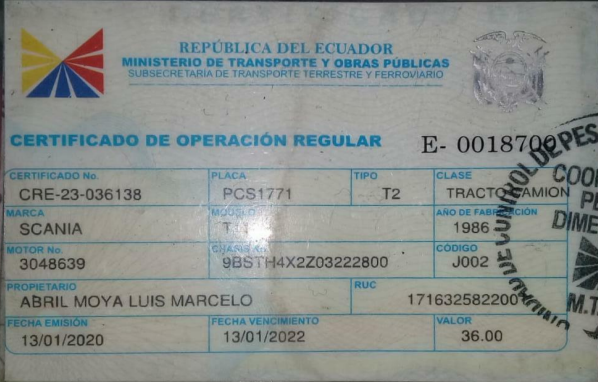 REPÚBLICA DEL ECUADOR
MINISTERIO DE TRANSPORTE Y OBRAS PÚBLICAS
SUBSECRETARIA DE TRANSPORTE TERRESTRE Y FERROVIARIO
CERTIFICADO DE OPERACIÓN REGULAR E- 0018709
CERTIFICADO No. PLACA TIPO CLASE
CRE-23-036138 PCS1771 T2 TRACTO CAMION
MARCA MODELO AÑO DE FABRICACIÓN
SCANIA T 1986
MOTOR No. CHASIS No. CÓDIGO
3048639 9BSTH4X2Z03222800 J002
PROPIETARIO RUC
ABRIL MOYA LUIS MARCELO
FECHA EMISIÓN FECHA VENCIMIENTO VALOR
13/01/2020 13/01/2022 36.00